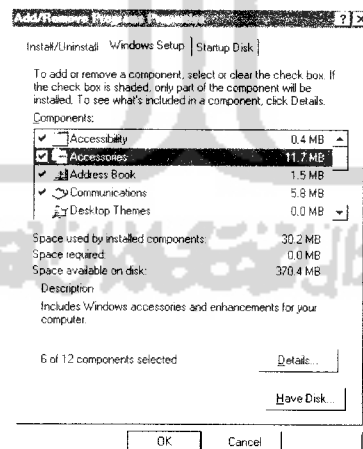 Add/Remove Programs Properties
Install/Uninstall Windows Setup Startup Disk
To add or remove a component, select or clear the check box. If
the check box is shaded, only part of the component will be
installed. To see what's included in a component, click Details.
Components:
Accessibility 0.4 MB
Accessories 11.7 MB
Address Book 1.5 MB
Communications 5.8 MB
Desktop Themes 0.0 MB
Space used by installed components: 30.2 MB
Space required: 0.0 MB
Space available on disk: 370.4 MB
Description
Includes Windows accessories and enhancements for your
computer.
6 of 12 components selected
Details...
Have Disk...
OK Cancel